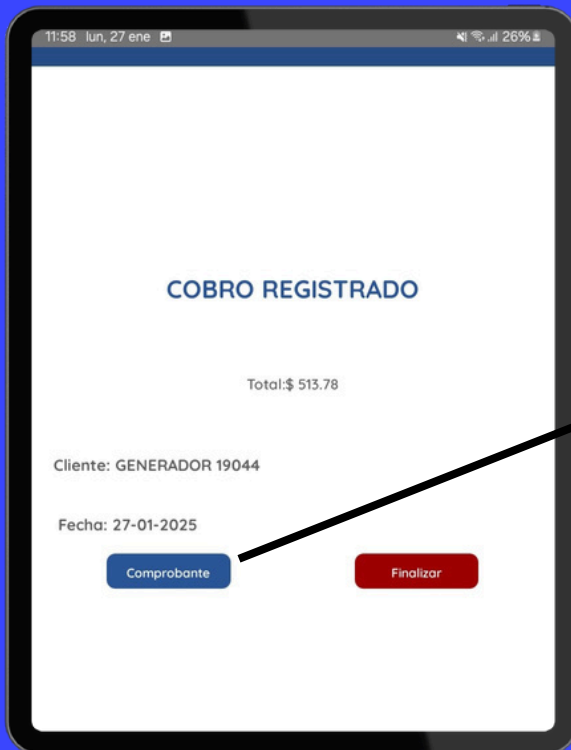 11:58 lun, 27 ene 26%
COBRO REGISTRADO
Total:$ 513.78
Cliente: GENERADOR 19044
Fecha: 27-01-2025
Comprobante Finalizar